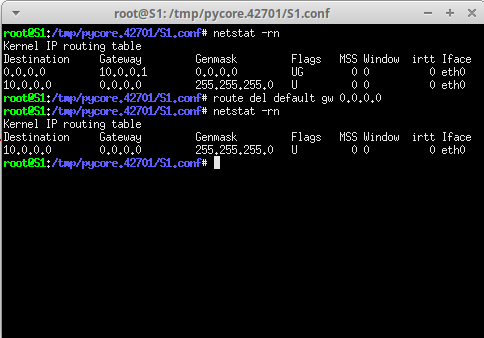 root@S1: /tmp/pycore.42701/S1.conf
root@S1:/tmp/pycore.42701/S1.conf# netstat -rn
Kernel IP routing table
Destination     Gateway         Genmask         Flags   MSS Window  irtt Iface
0.0.0.0         10.0.0.1        0.0.0.0         UG        0 0          0 eth0
10.0.0.0        0.0.0.0         255.255.255.0   U         0 0          0 eth0
root@S1:/tmp/pycore.42701/S1.conf# route del default gw 0.0.0.0
root@S1:/tmp/pycore.42701/S1.conf# netstat -rn
Kernel IP routing table
Destination     Gateway         Genmask         Flags   MSS Window  irtt Iface
10.0.0.0        0.0.0.0         255.255.255.0   U         0 0          0 eth0
root@S1:/tmp/pycore.42701/S1.conf#